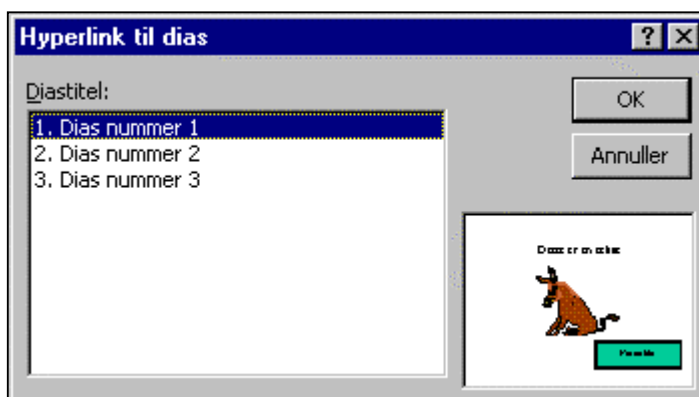 Hyperlink til dias
Diastitel:
1. Dias nummer 1
2. Dias nummer 2
3. Dias nummer 3
OK
Annuller